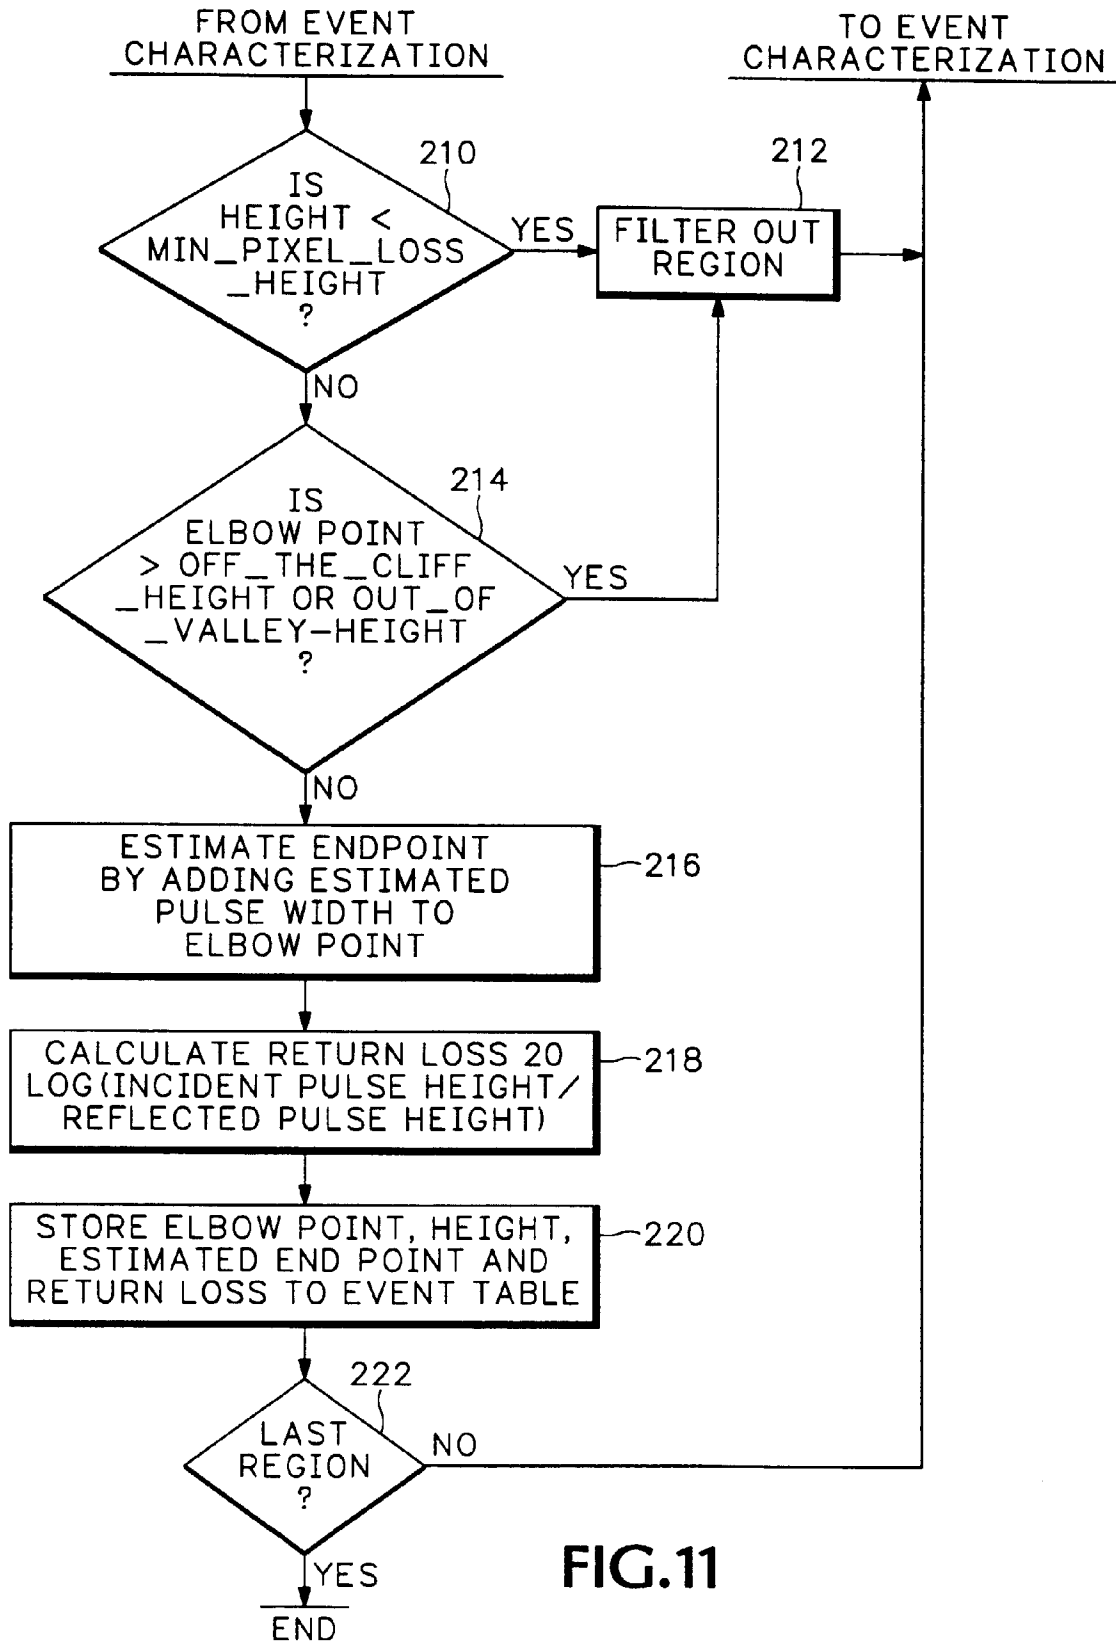 FROM EVENT
CHARACTERIZATION
TO EVENT
CHARACTERIZATION
210
IS
HEIGHT <
MIN_PIXEL_LOSS
_HEIGHT
?
YES
212
FILTER OUT
REGION
NO
214
IS
ELBOW POINT
> OFF_THE_CLIFF
_HEIGHT OR OUT_OF
_VALLEY-HEIGHT
?
YES
NO
ESTIMATE ENDPOINT
BY ADDING ESTIMATED
PULSE WIDTH TO
ELBOW POINT
216
CALCULATE RETURN LOSS 20
LOG(INCIDENT PULSE HEIGHT/
REFLECTED PULSE HEIGHT)
218
STORE ELBOW POINT, HEIGHT,
ESTIMATED END POINT AND
RETURN LOSS TO EVENT TABLE
220
222
LAST
REGION
?
NO
YES
END
FIG.11